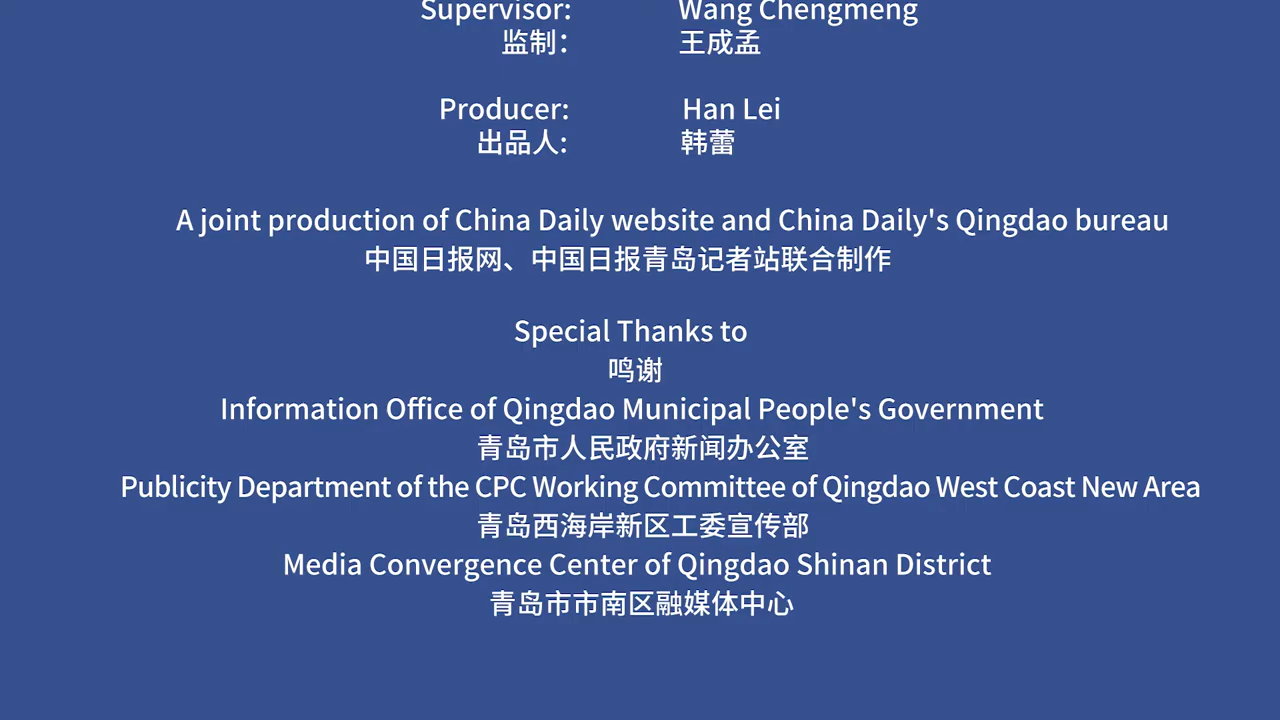 Supervisor: Wang Chengmeng
监制： 王成孟
Producer: Han Lei
出品人: 韩蕾
A joint production of China Daily website and China Daily's Qingdao bureau
中国日报网、中国日报青岛记者站联合制作
Special Thanks to
鸣谢
Information Office of Qingdao Municipal People's Government
青岛市人民政府新闻办公室
Publicity Department of the CPC Working Committee of Qingdao West Coast New Area
青岛西海岸新区工委宣传部
Media Convergence Center of Qingdao Shinan District
青岛市市南区融媒体中心